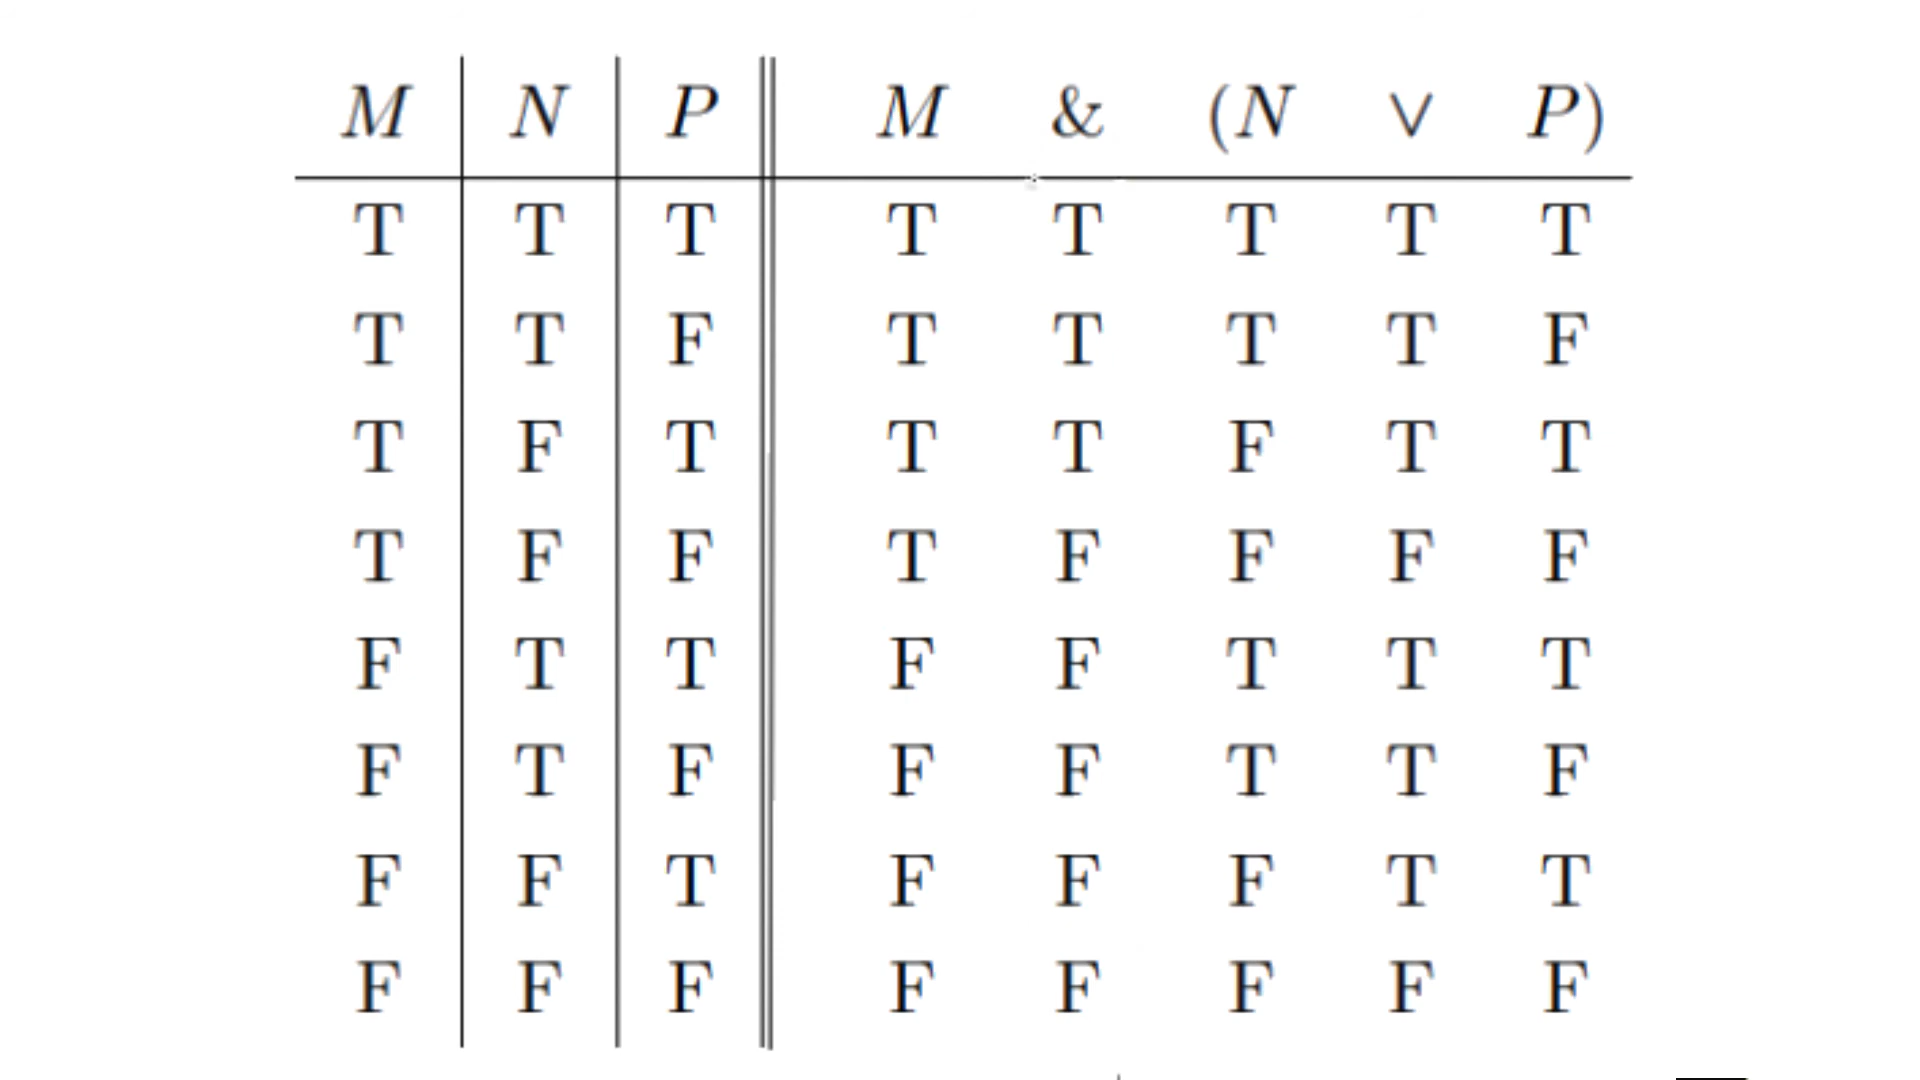 M N P M & (N ∨ P)
T T T T T T T T
T T F T T T T F
T F T T T F T T
T F F T F F F F
F T T F F T T T
F T F F F T T F
F F T F F F T T
F F F F F F F F